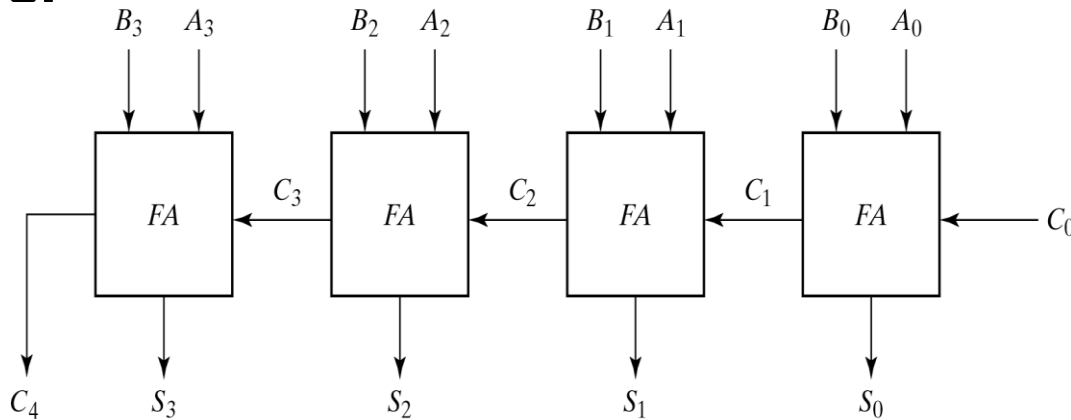 B₃ A₃ B₂ A₂ B₁ A₁ B₀ A₀
C₃ C₂ C₁
FA FA FA FA C₀
C₄ S₃ S₂ S₁ S₀